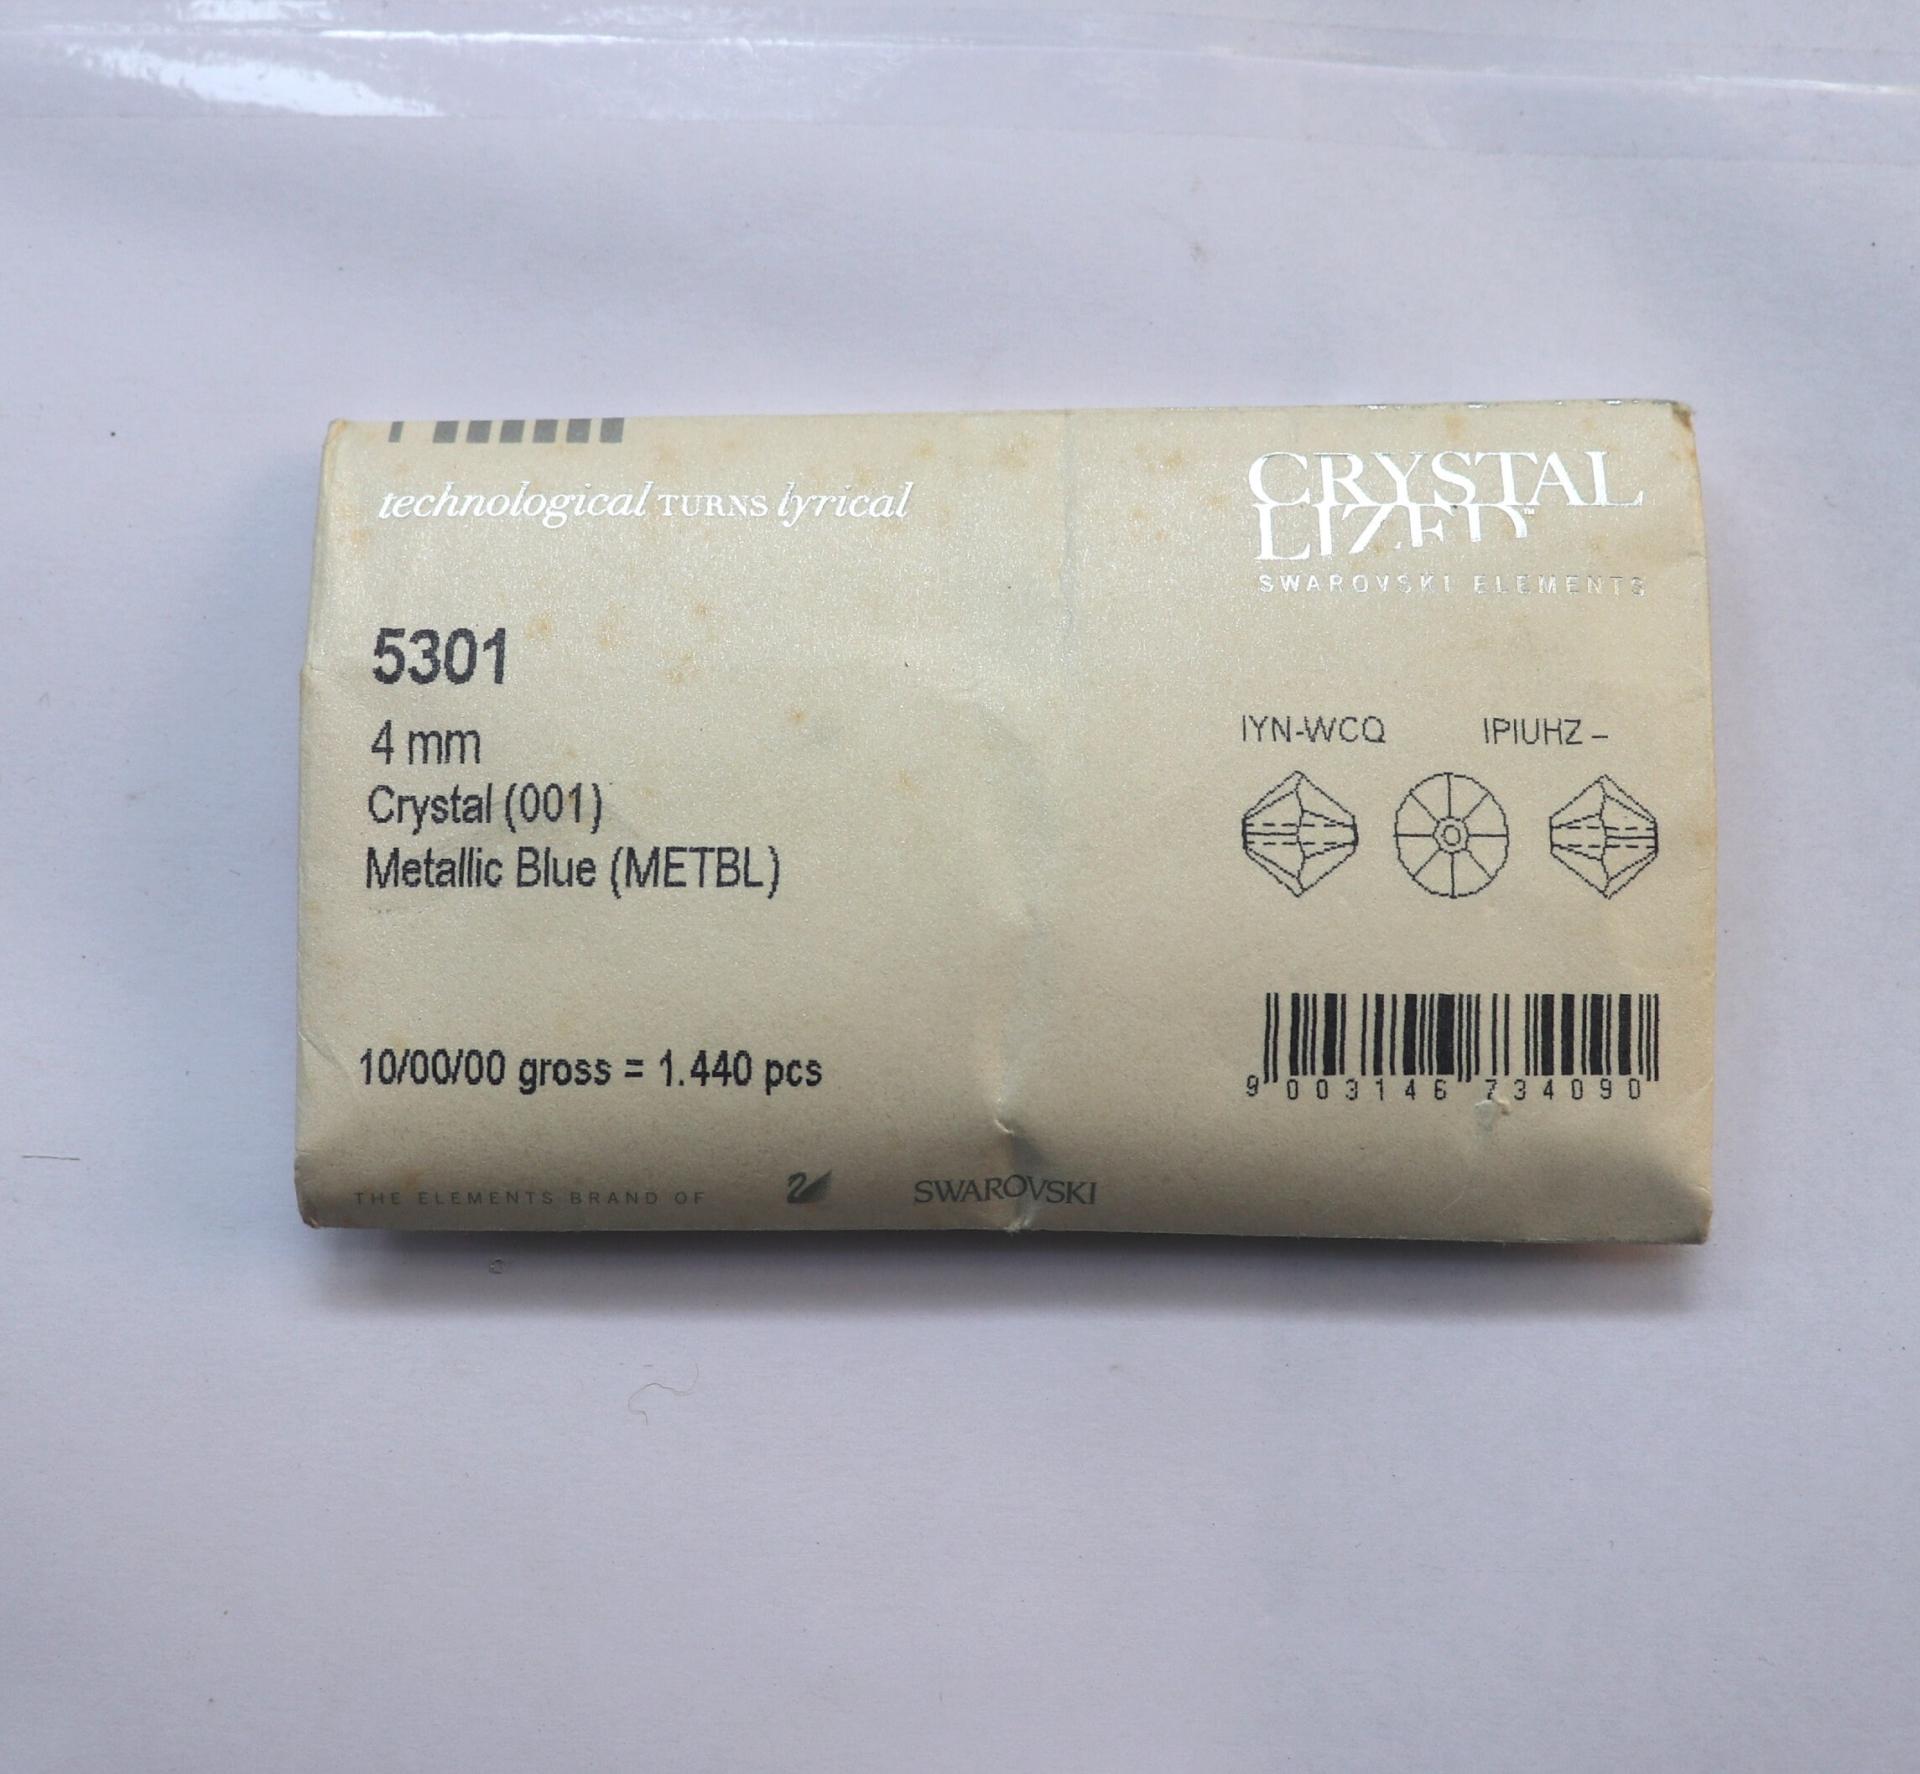 technological TURNS lyrical
CRYSTAL
LIZED™
SWAROVSKI ELEMENTS
5301
4 mm
Crystal (001)
Metallic Blue (METBL)
IYN-WCQ IPIUHZ –
10/00/00 gross = 1.440 pcs
9 003146 734090
THE ELEMENTS BRAND OF SWAROVSKI